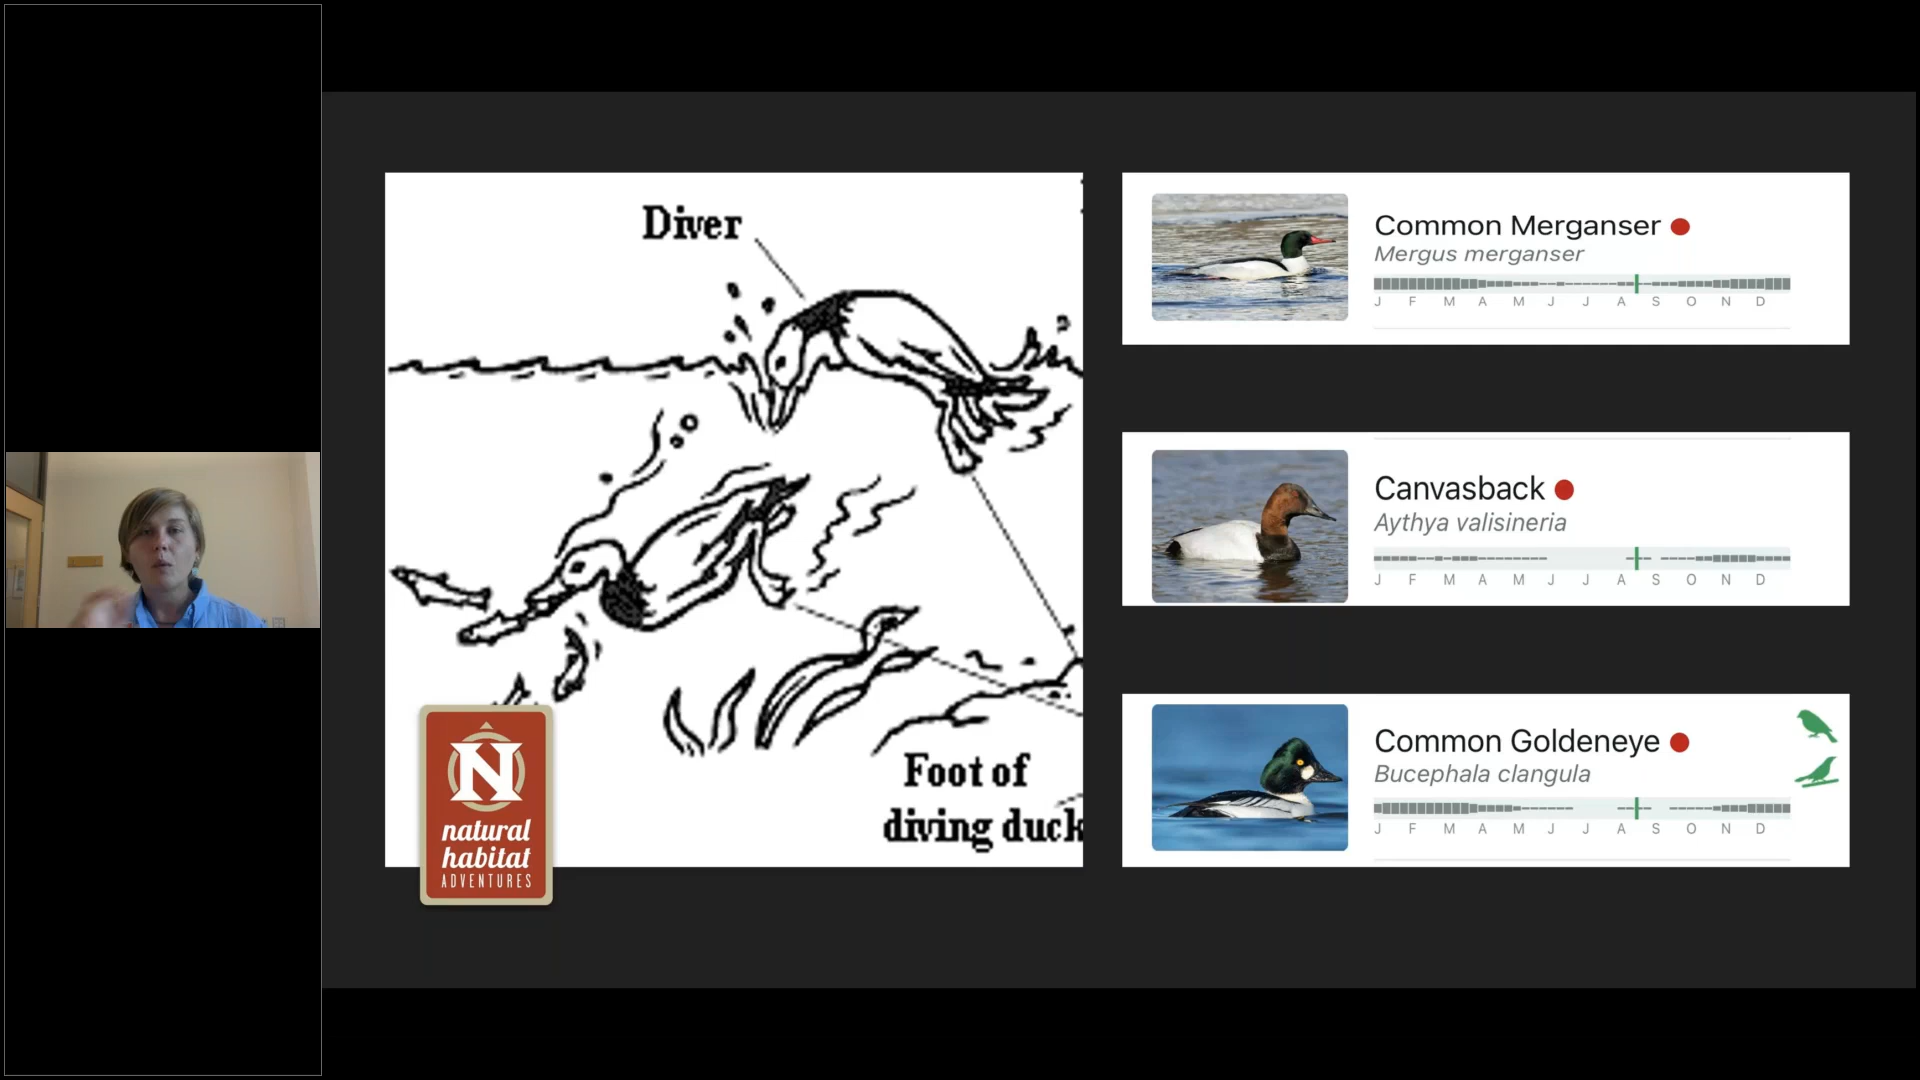 Diver
Foot of
diving duck
N
natural
habitat
ADVENTURES
Common Merganser
Mergus merganser
J F M A M J J A S O N D
Canvasback
Aythya valisineria
J F M A M J J A S O N D
Common Goldeneye
Bucephala clangula
J F M A M J J A S O N D